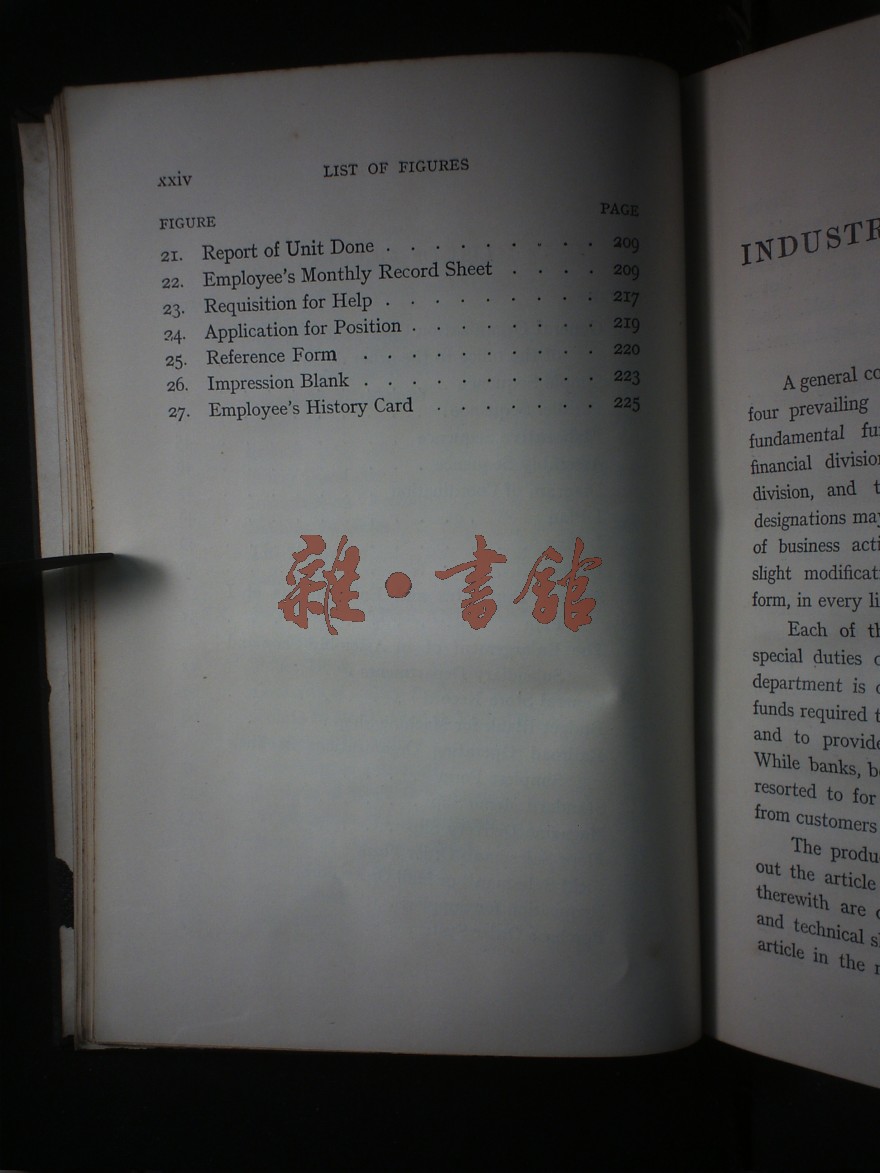 xxiv
LIST OF FIGURES
FIGURE PAGE
21. Report of Unit Done . . . . . . . . . 209
22. Employee's Monthly Record Sheet . . . . 209
23. Requisition for Help . . . . . . . . . 217
24. Application for Position . . . . . . . . 219
25. Reference Form . . . . . . . . . . 220
26. Impression Blank . . . . . . . . . . 223
27. Employee's History Card . . . . . . . 225
雜·書館
INDUSTR
A general co
four prevailing
fundamental fu
financial divisio
division, and t
designations may
of business acti
slight modificat
form, in every li
Each of th
special duties o
department is
funds required t
and to provide
While banks, b
resorted to for
from customers
The produ
out the article
therewith are
and technical s
article in the